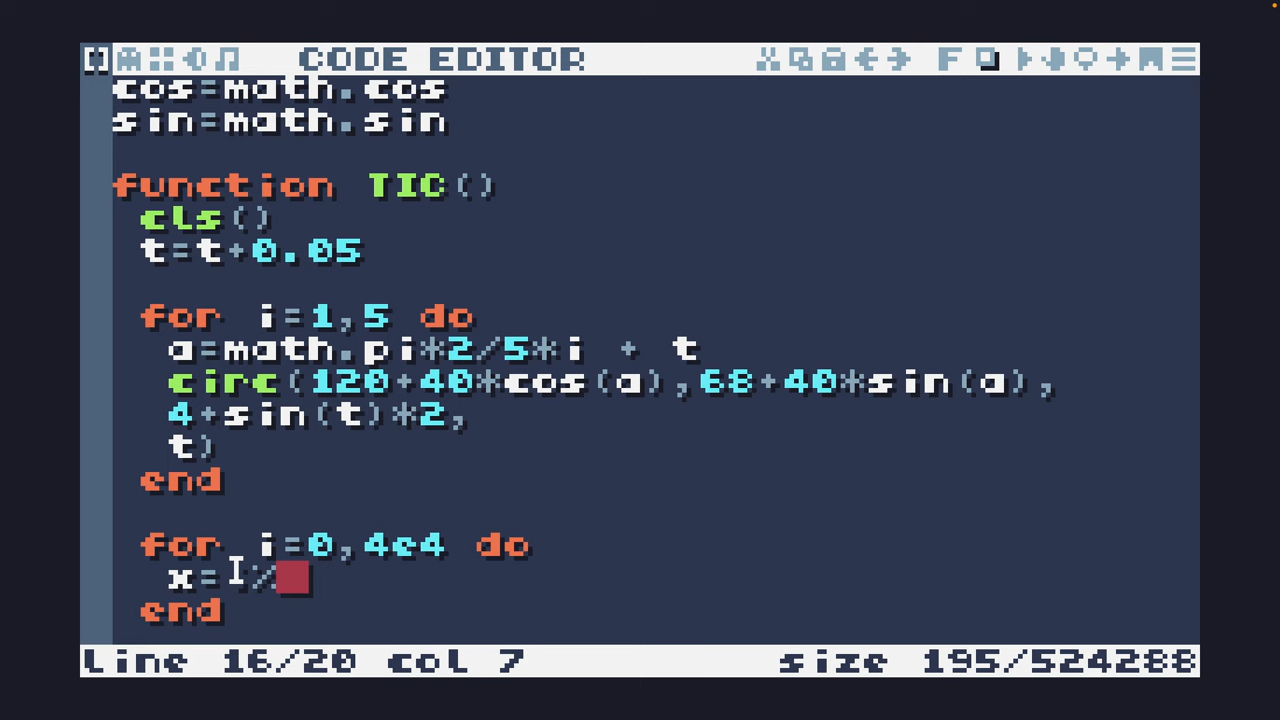 CODE EDITOR
cos=math.cos
sin=math.sin
function TIC()
cls()
t=t+0.05
for i=1,5 do
a=math.pi*2/5*i + t
circ(120+40*cos(a),68+40*sin(a),
4+sin(t)*2,
t)
end
for i=0,4e4 do
x=i%
end
line 16/20 col 7 size 195/524288